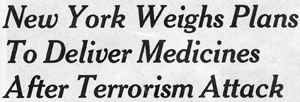 New York Weighs Plans
To Deliver Medicines
After Terrorism Attack